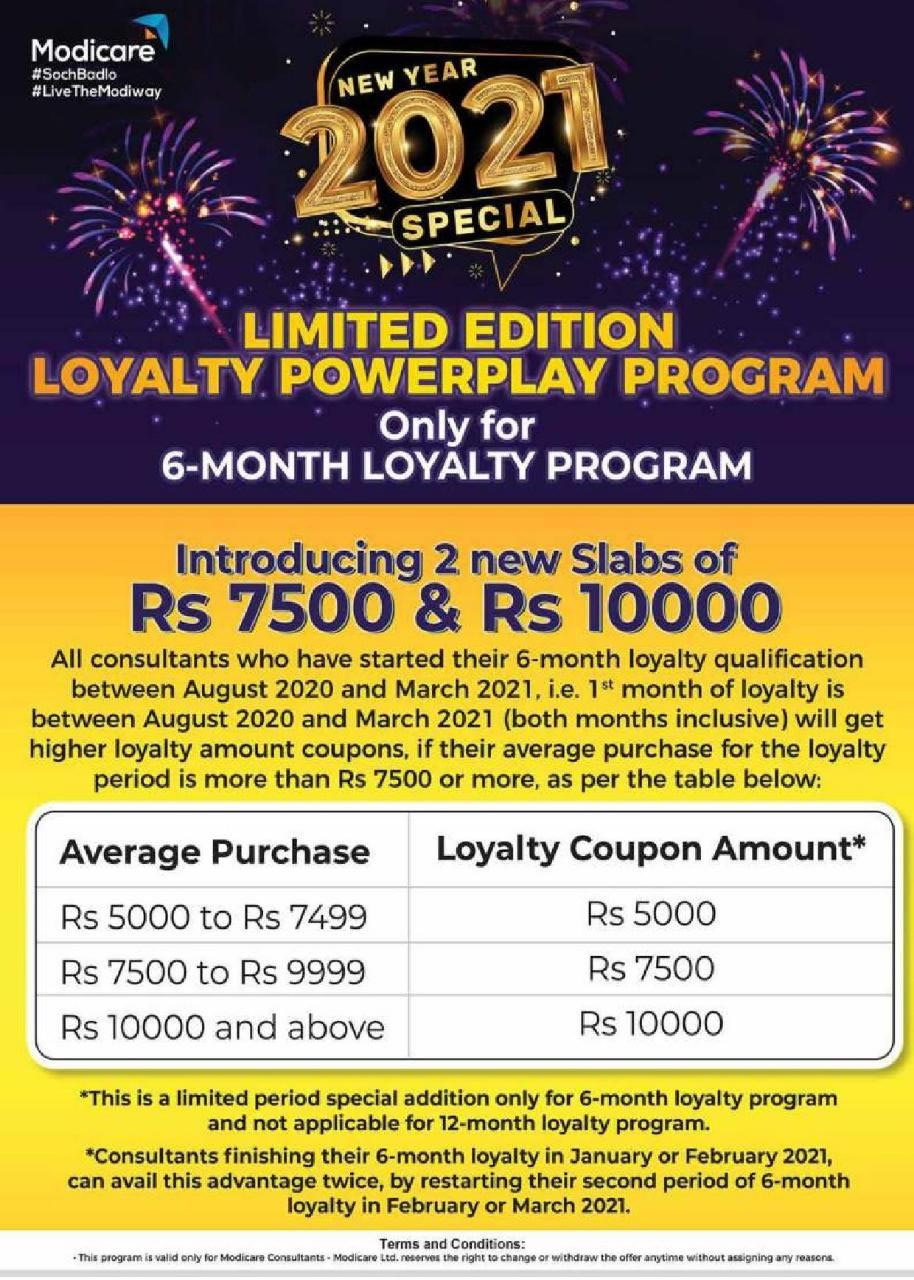 Modicare
#SochBadlo
#LiveTheModiway
NEW YEAR
2021
SPECIAL
LIMITED EDITION
LOYALTY POWERPLAY PROGRAM
Only for
6-MONTH LOYALTY PROGRAM
Introducing 2 new Slabs of
Rs 7500 & Rs 10000
All consultants who have started their 6-month loyalty qualification
between August 2020 and March 2021, i.e. 1st month of loyalty is
between August 2020 and March 2021 (both months inclusive) will get
higher loyalty amount coupons, if their average purchase for the loyalty
period is more than Rs 7500 or more, as per the table below:
Average Purchase Loyalty Coupon Amount*
Rs 5000 to Rs 7499 Rs 5000
Rs 7500 to Rs 9999 Rs 7500
Rs 10000 and above Rs 10000
*This is a limited period special addition only for 6-month loyalty program
and not applicable for 12-month loyalty program.
*Consultants finishing their 6-month loyalty in January or February 2021,
can avail this advantage twice, by restarting their second period of 6-month
loyalty in February or March 2021.
Terms and Conditions:
• This program is valid only for Modicare Consultants • Modicare Ltd. reserves the right to change or withdraw the offer anytime without assigning any reasons.